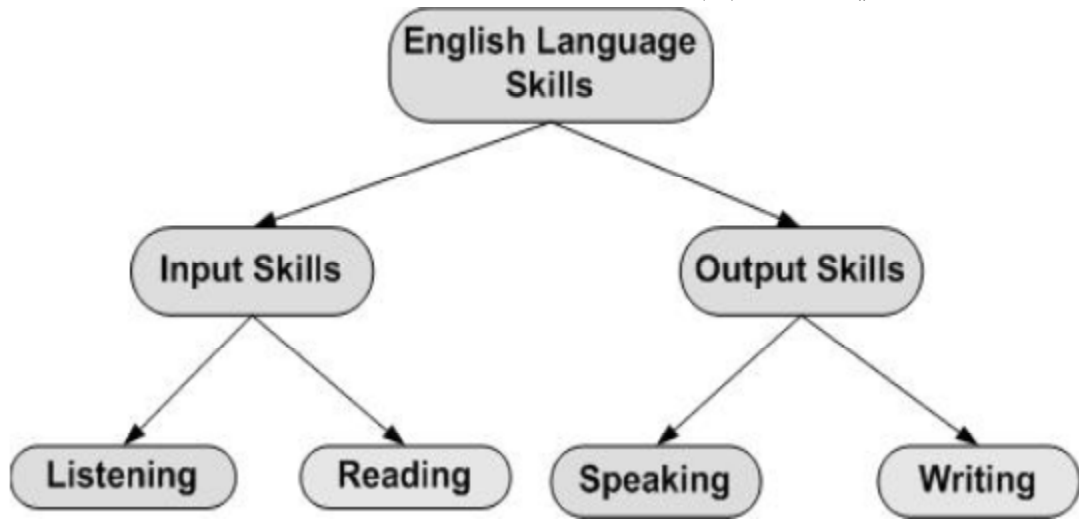 English Language
Skills
Input Skills
Output Skills
Listening
Reading
Speaking
Writing